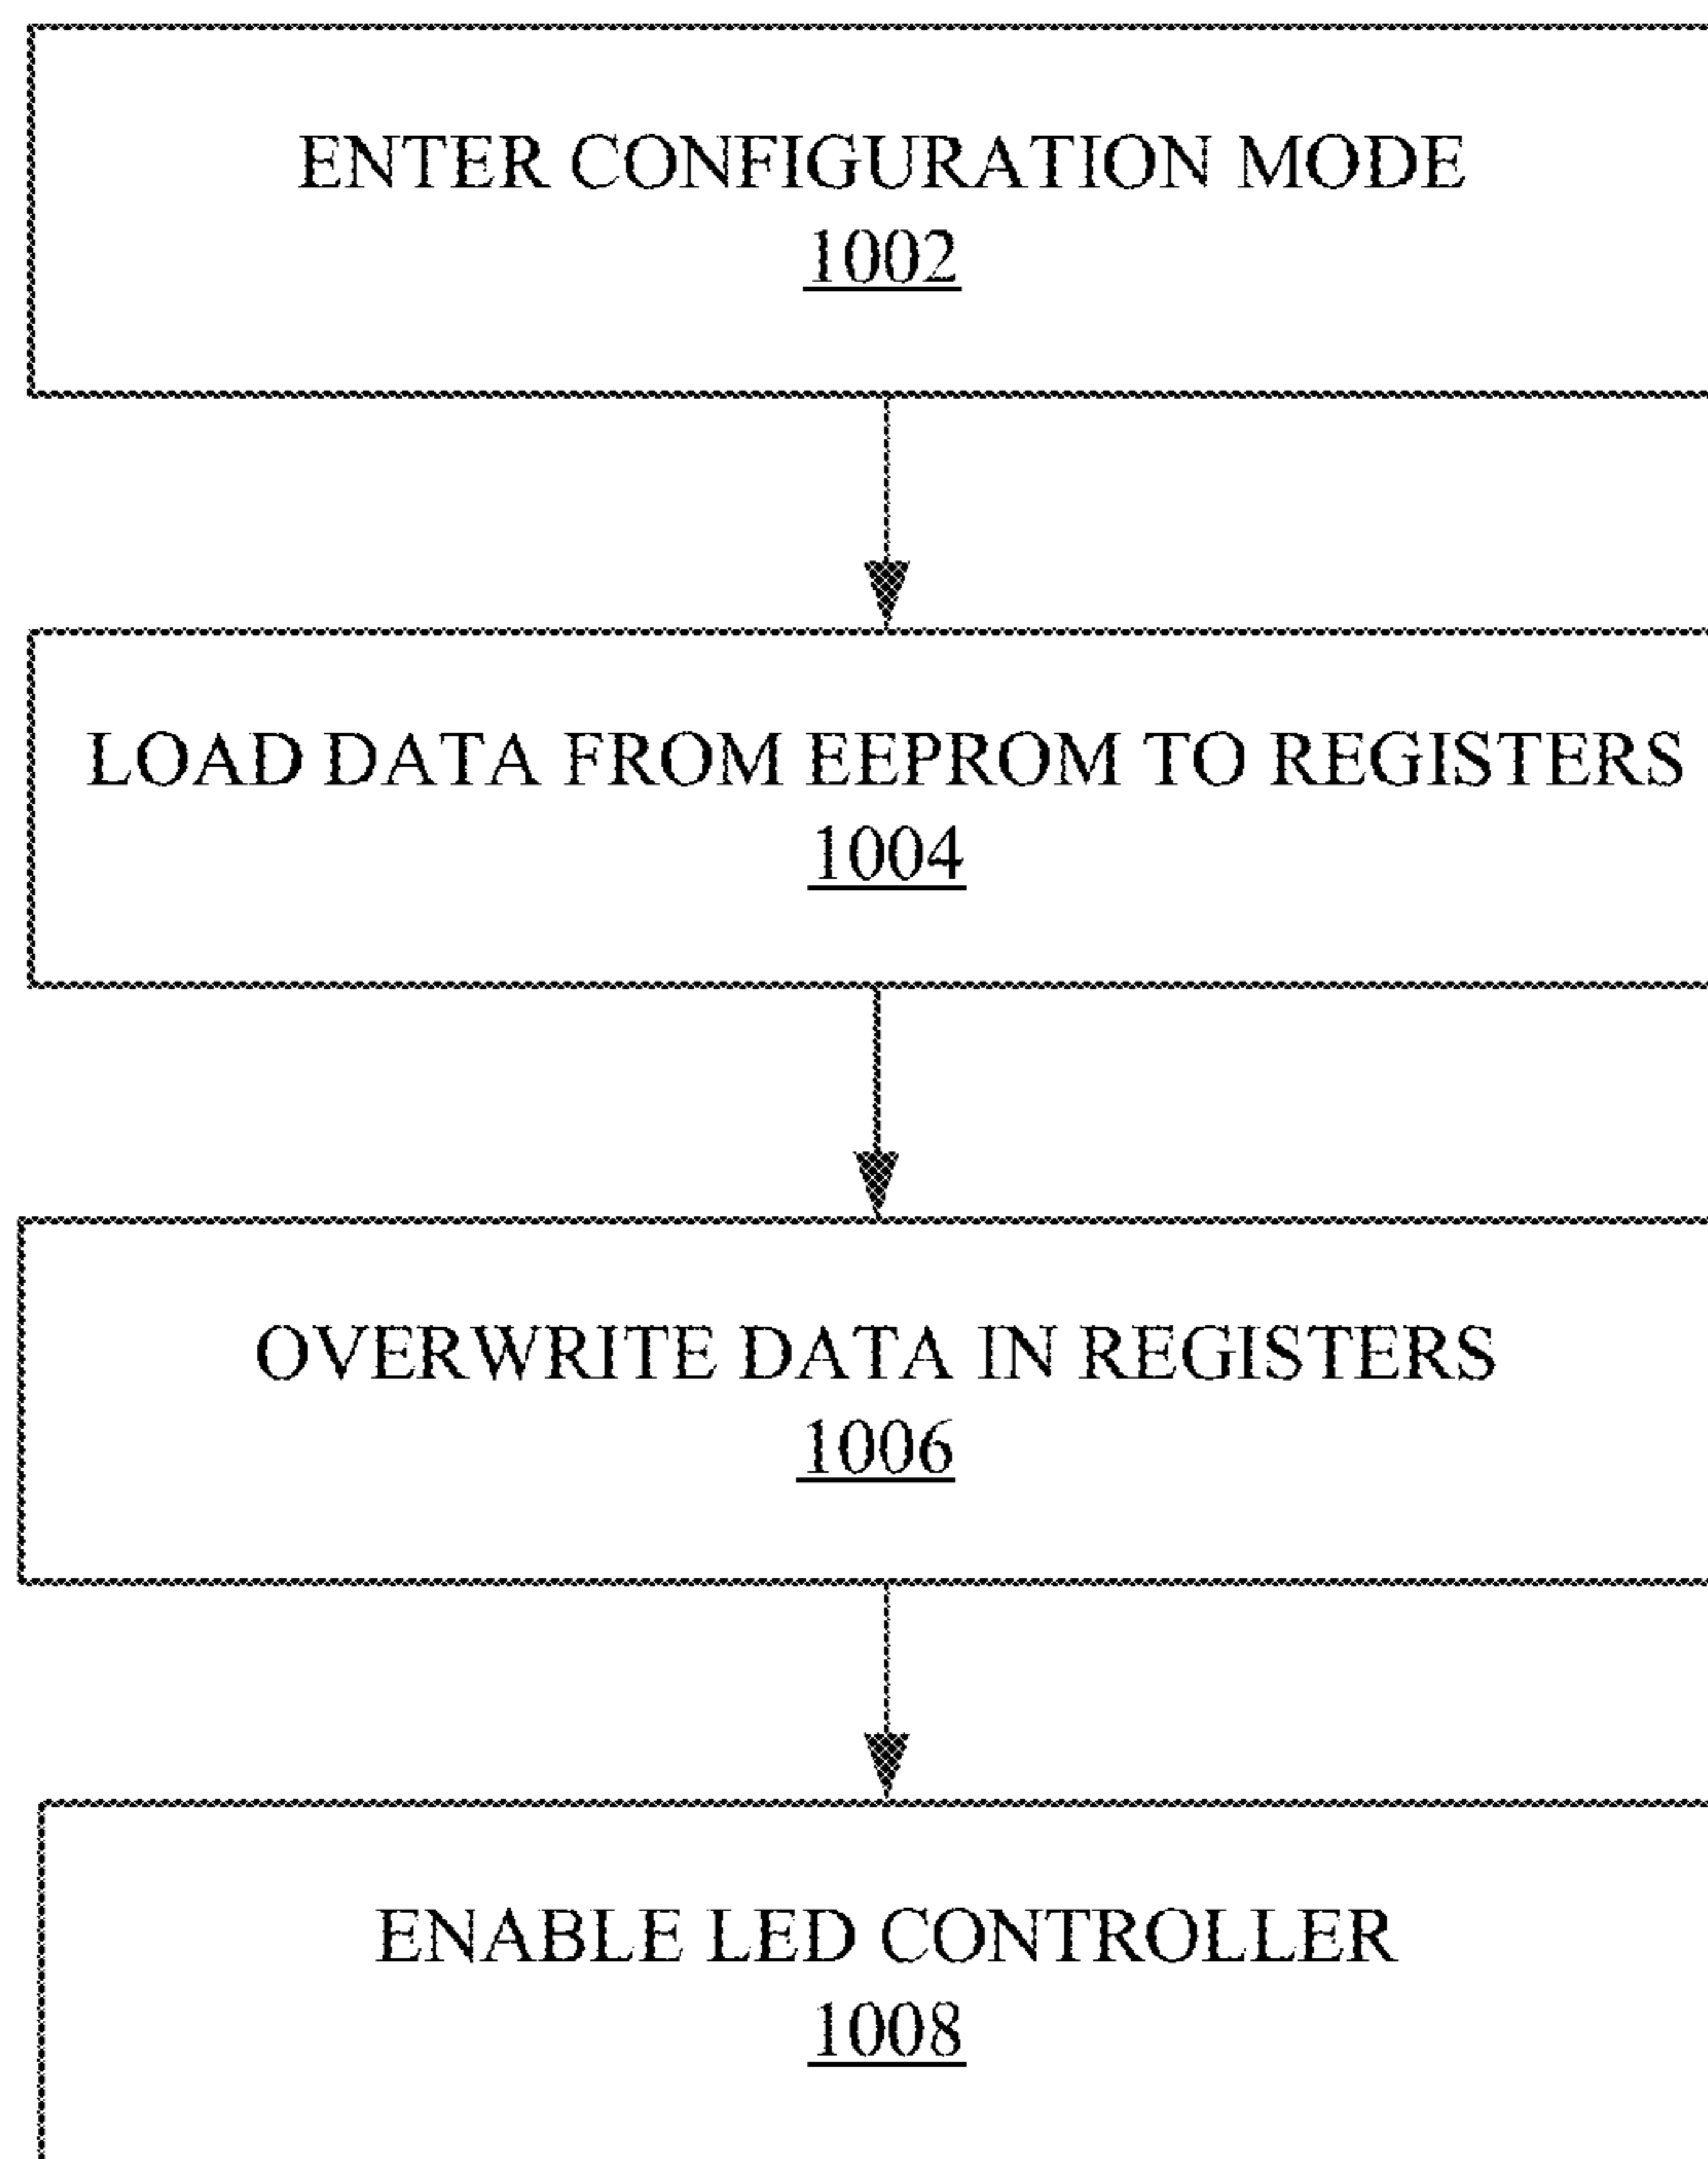 ENTER CONFIGURATION MODE
1002
LOAD DATA FROM EEPROM TO REGISTERS
1004
OVERWRITE DATA IN REGISTERS
1006
ENABLE LED CONTROLLER
1008